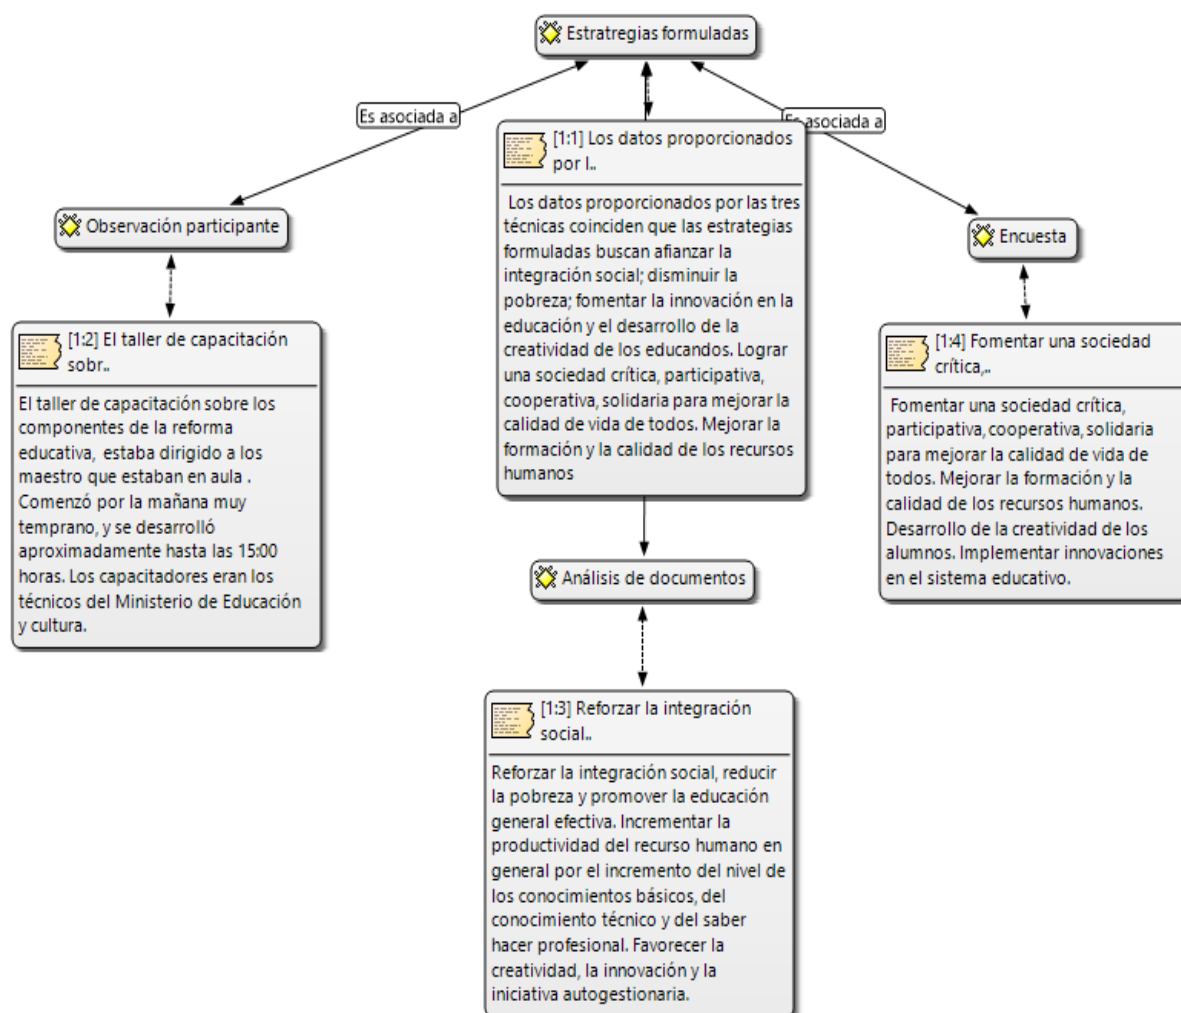 Estratregias formuladas
Es asociada a
Es asociada a
[1:1] Los datos proporcionados
por l..
Los datos proporcionados por las tres
técnicas coinciden que las estrategias
formuladas buscan afianzar la
integración social; disminuir la
pobreza; fomentar la innovación en la
educación y el desarrollo de la
creatividad de los educandos. Lograr
una sociedad crítica, participativa,
cooperativa, solidaria para mejorar la
calidad de vida de todos. Mejorar la
formación y la calidad de los recursos
humanos
Observación participante
[1:2] El taller de capacitación
sobr..
El taller de capacitación sobre los
componentes de la reforma
educativa, estaba dirigido a los
maestro que estaban en aula .
Comenzó por la mañana muy
temprano, y se desarrolló
aproximadamente hasta las 15:00
horas. Los capacitadores eran los
técnicos del Ministerio de Educación
y cultura.
Encuesta
[1:4] Fomentar una sociedad
crítica,..
Fomentar una sociedad crítica,
participativa, cooperativa, solidaria
para mejorar la calidad de vida de
todos. Mejorar la formación y la
calidad de los recursos humanos.
Desarrollo de la creatividad de los
alumnos. Implementar innovaciones
en el sistema educativo.
Análisis de documentos
[1:3] Reforzar la integración
social..
Reforzar la integración social, reducir
la pobreza y promover la educación
general efectiva. Incrementar la
productividad del recurso humano en
general por el incremento del nivel de
los conocimientos básicos, del
conocimiento técnico y del saber
hacer profesional. Favorecer la
creatividad, la innovación y la
iniciativa autogestionaria.